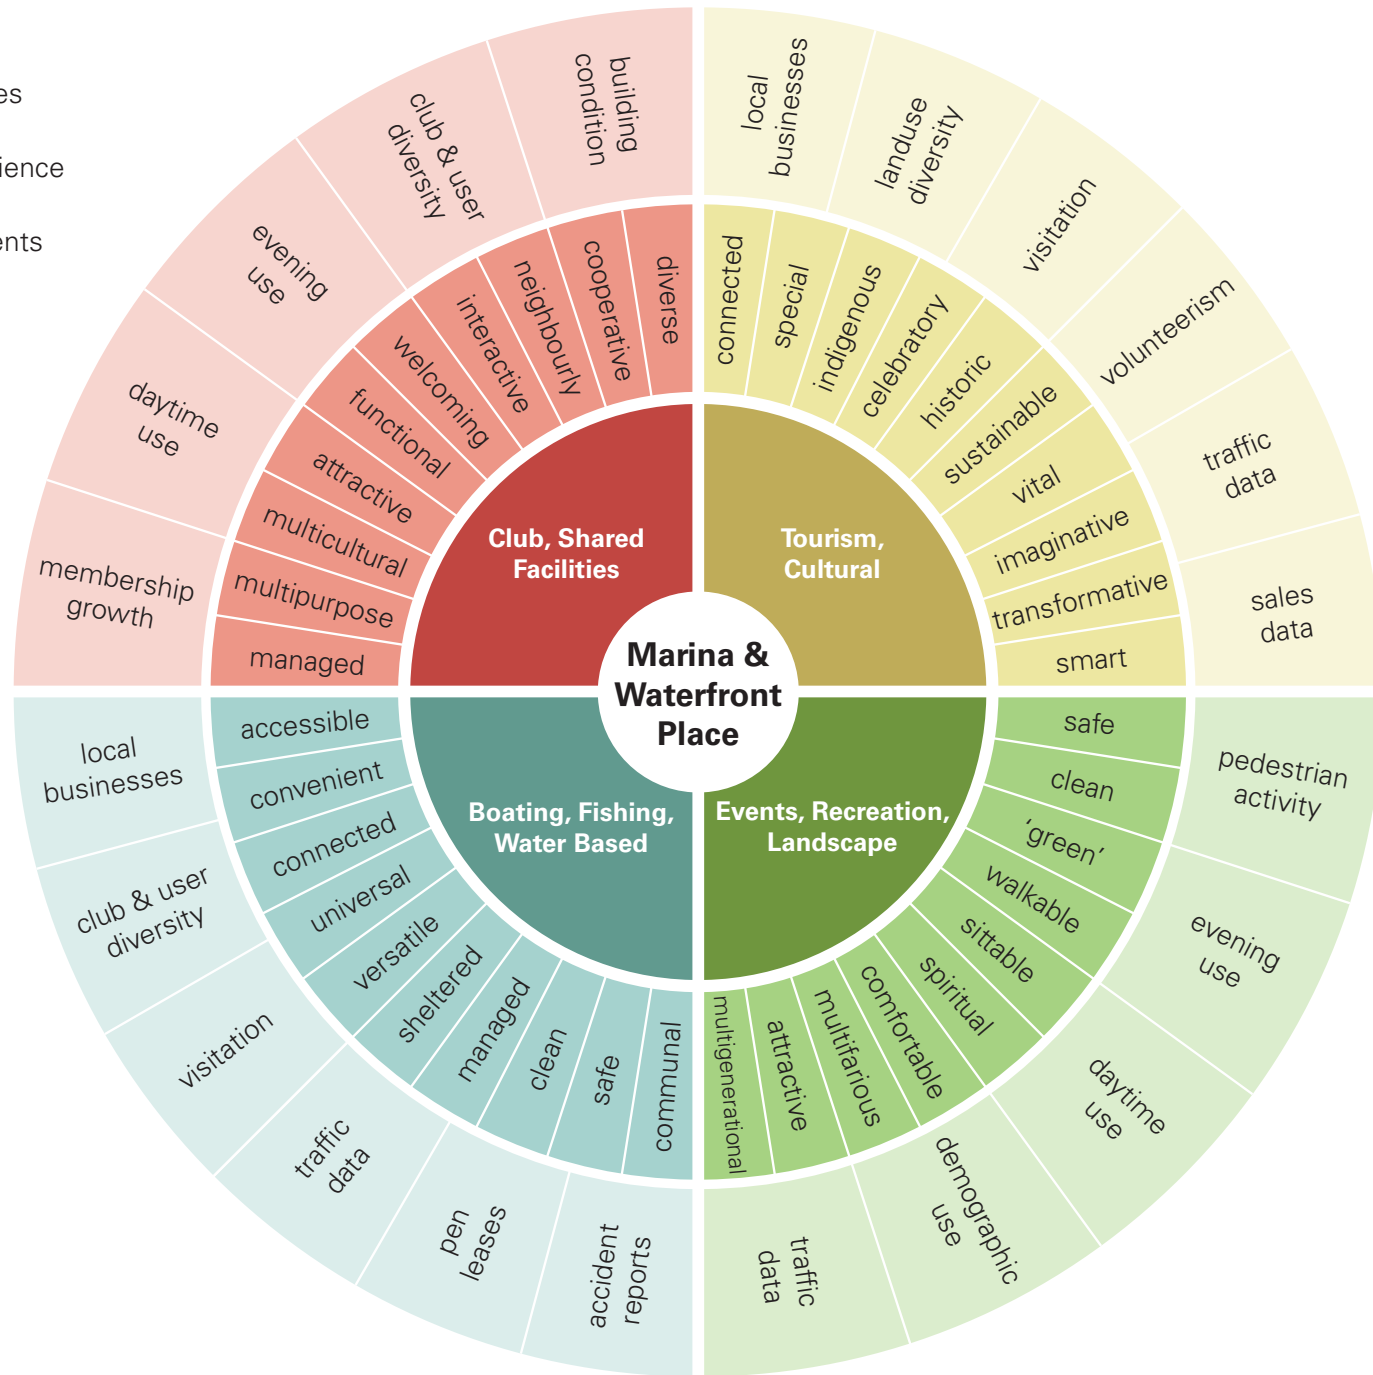 es
ience
ents
Marina &
Waterfront
Place
Club, Shared
Facilities
diverse
cooperative
neighbourly
interactive
welcoming
functional
attractive
multicultural
multipurpose
managed
building
condition
club & user
diversity
evening
use
daytime
use
membership
growth
Tourism,
Cultural
connected
special
indigenous
celebratory
historic
sustainable
vital
imaginative
transformative
smart
local
businesses
landuse
diversity
visitation
volunteerism
traffic
data
sales
data
Events, Recreation,
Landscape
safe
clean
‘green’
walkable
sittable
spiritual
comfortable
multifarious
attractive
multigenerational
pedestrian
activity
evening
use
daytime
use
demographic
use
traffic
data
Boating, Fishing,
Water Based
accessible
convenient
connected
universal
versatile
sheltered
managed
clean
safe
communal
local
businesses
club & user
diversity
visitation
traffic
data
pen
leases
accident
reports